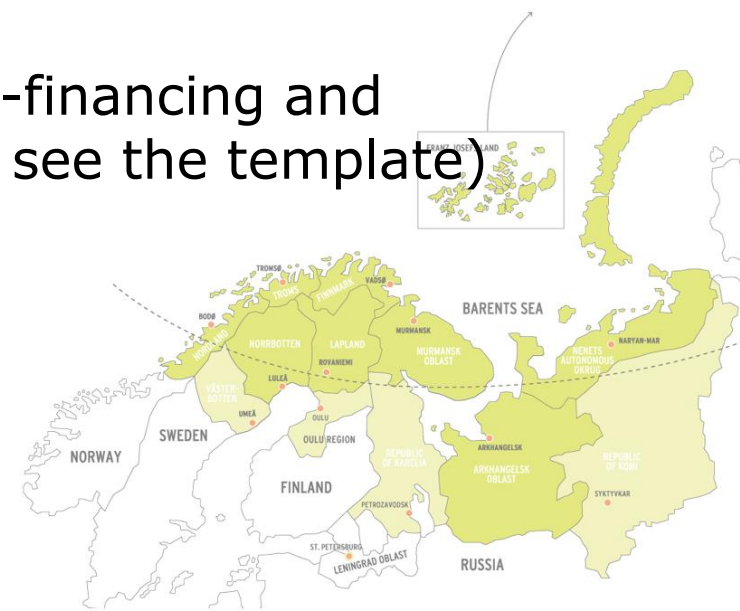 -financing and
see the template)
FRANZ JOSEF LAND
TROMSØ
TROMS
FINNMARK
VADSØ
BARENTS SEA
BODØ
NORDLAND
MURMANSK
NORRBOTTEN
LAPLAND
MURMANSK
OBLAST
NARYAN-MAR
NENETS
AUTONOMOUS
OKRUG
ROVANIEMI
LULEÅ
VÄSTER-
BOTTEN
UMEÅ
OULU
OULU REGION
NORWAY
SWEDEN
FINLAND
REPUBLIC
OF KARELIA
ARKHANGELSK
ARKHANGELSK
OBLAST
REPUBLIC
OF KOMI
SYKTYVKAR
PETROZAVODSK
ST. PETERSBURG
LENINGRAD OBLAST
RUSSIA